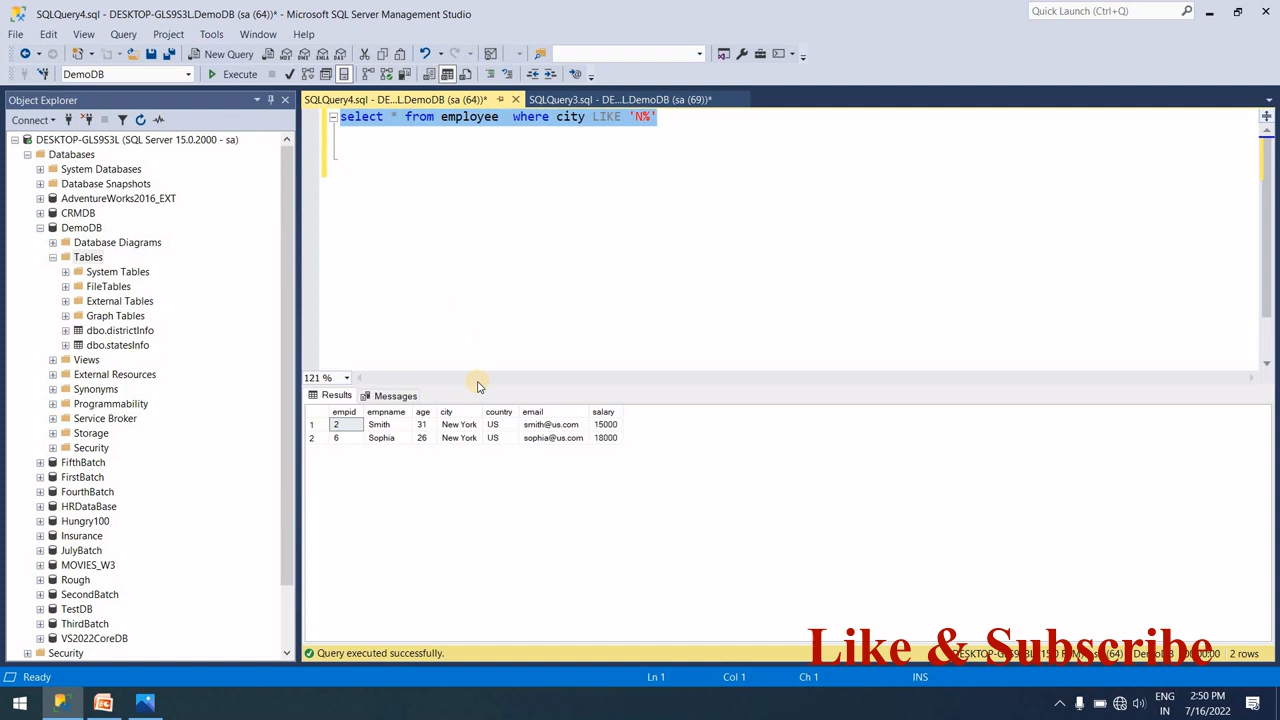 SQLQuery4.sql - DESKTOP-GLS9S3L.DemoDB (sa (64))* - Microsoft SQL Server Management Studio
Quick Launch (Ctrl+Q)
File Edit View Query Project Tools Window Help
New Query
MDX DMX XMLA DAX
DemoDB
Execute
Object Explorer
SQLQuery4.sql - DE...L.DemoDB (sa (64))*
SQLQuery3.sql - DE...L.DemoDB (sa (69))*
Connect
select * from employee where city LIKE 'N%'
DESKTOP-GLS9S3L (SQL Server 15.0.2000 - sa)
Databases
System Databases
Database Snapshots
AdventureWorks2016_EXT
CRMDB
DemoDB
Database Diagrams
Tables
System Tables
FileTables
External Tables
Graph Tables
dbo.districtInfo
dbo.statesInfo
Views
External Resources
Synonyms
Programmability
Service Broker
Storage
Security
FifthBatch
FirstBatch
FourthBatch
HRDataBase
Hungry100
Insurance
JulyBatch
MOVIES_W3
Rough
SecondBatch
TestDB
ThirdBatch
VS2022CoreDB
Security
121 %
Results Messages
empid empname age city country email salary
1 2 Smith 31 New York US smith@us.com 15000
2 6 Sophia 26 New York US sophia@us.com 18000
Like & Subscribe
Query executed successfully.
DemoDB
2 rows
Ready
Ln 1 Col 1 Ch 1 INS
ENG
IN
2:50 PM
7/16/2022